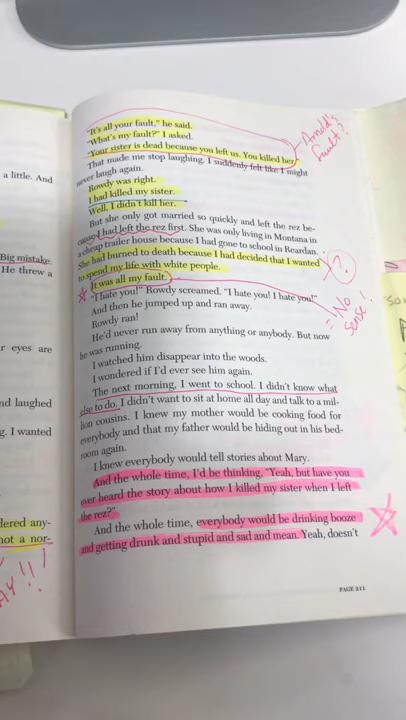 a little. And
Big mistake
He threw a
r eyes are
nd laughed
g. I wanted
dered any-
not a nor-
"It's all your fault," he said.
"What's my fault?" I asked.
"Your sister is dead because you left us. You killed her."
That made me stop laughing. I suddenly felt like I might
never laugh again.
Rowdy was right.
I had killed my sister.
Well, I didn't kill her.
But she only got married so quickly and left the rez be-
cause I had left the rez first. She was only living in Montana in
a cheap trailer house because I had gone to school in Reardan.
She had burned to death because I had decided that I wanted
to spend my life with white people.
It was all my fault.
"I hate you!" Rowdy screamed. "I hate you! I hate you!"
And then he jumped up and ran away.
Rowdy ran!
He'd never run away from anything or anybody. But now
he was running.
I watched him disappear into the woods.
I wondered if I'd ever see him again.
The next morning, I went to school. I didn't know what
else to do. I didn't want to sit at home all day and talk to a mil-
lion cousins. I knew my mother would be cooking food for
everybody and that my father would be hiding out in his bed-
room again.
I knew everybody would tell stories about Mary.
And the whole time, I'd be thinking, "Yeah, but have you
ever heard the story about how I killed my sister when I left
the rez?"
And the whole time, everybody would be drinking booze
and getting drunk and stupid and sad and mean. Yeah, doesn't
PAGE 211
Arnold's
fault?
?
= No
sense!